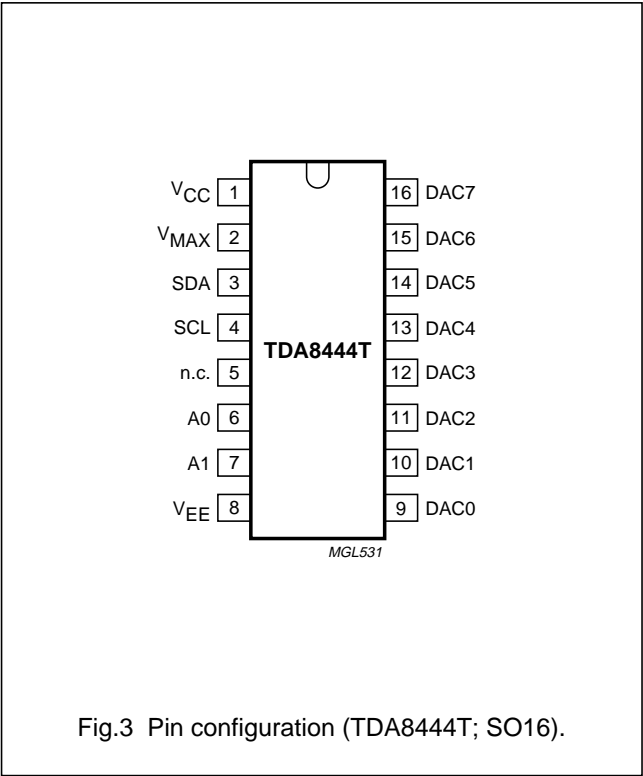 VCC 1 16 DAC7
VMAX 2 15 DAC6
SDA 3 14 DAC5
SCL 4 13 DAC4
TDA8444T
n.c. 5 12 DAC3
A0 6 11 DAC2
A1 7 10 DAC1
VEE 8 9 DAC0
MGL531
Fig.3 Pin configuration (TDA8444T; SO16).